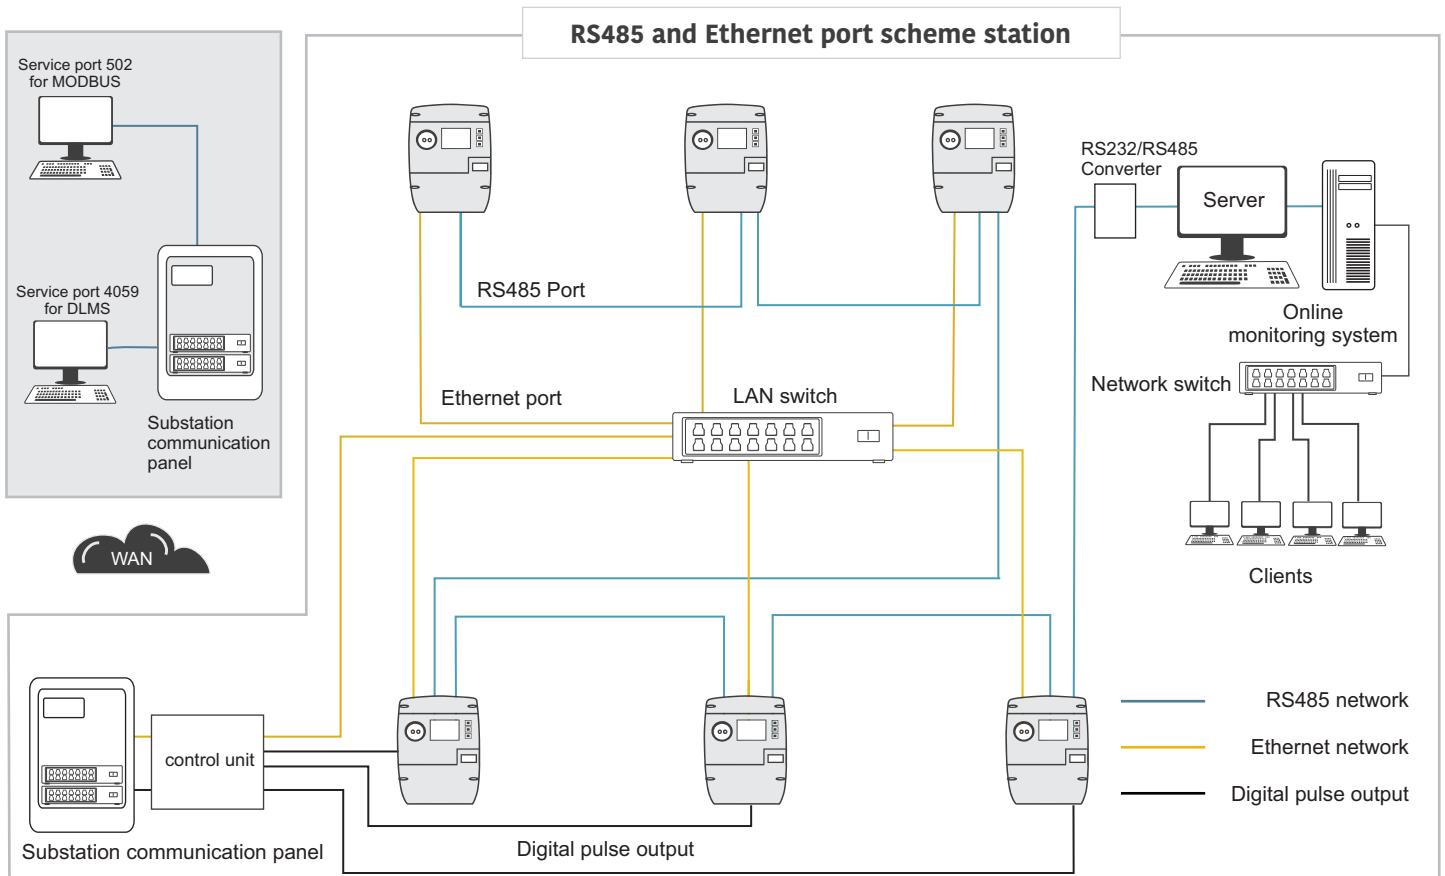 RS485 and Ethernet port scheme station
Service port 502
for MODBUS
Service port 4059
for DLMS
Substation
communication
panel
WAN
RS485 Port
Ethernet port
LAN switch
RS232/RS485
Converter
Server
Online
monitoring system
Network switch
Clients
control unit
Substation communication panel
Digital pulse output
RS485 network
Ethernet network
Digital pulse output